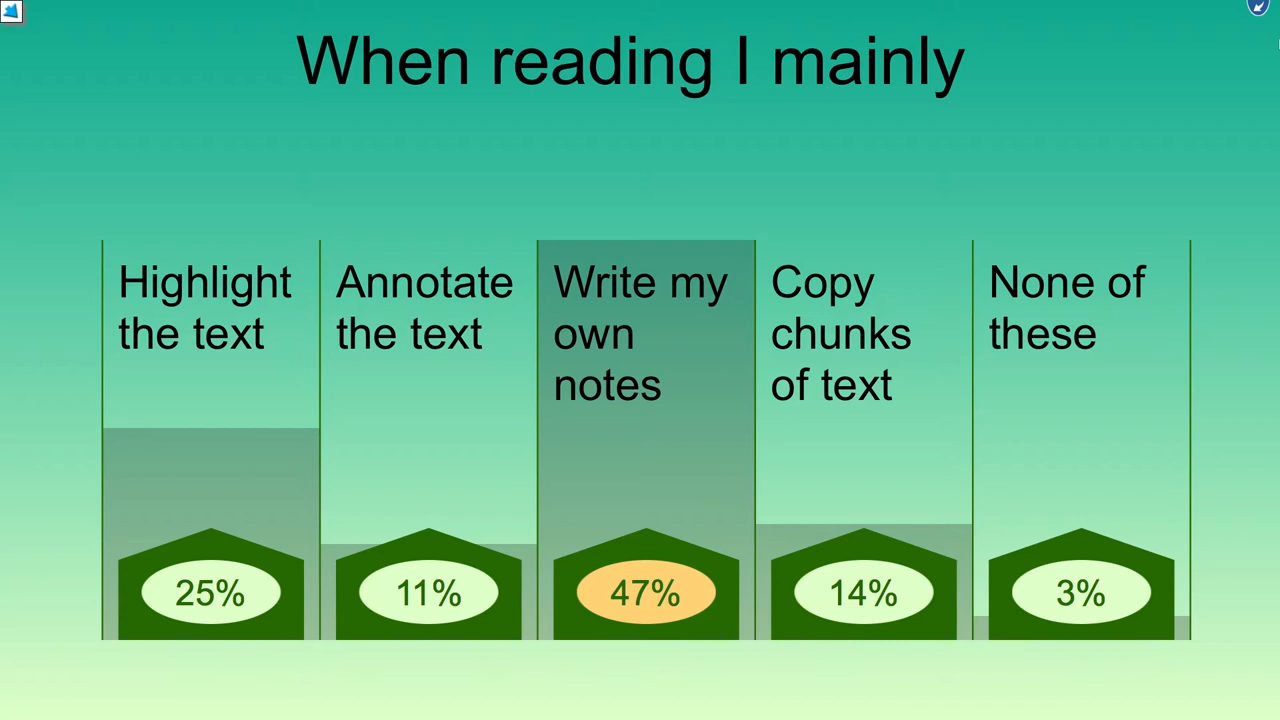 When reading I mainly
Highlight
the text
Annotate
the text
Write my
own
notes
Copy
chunks
of text
None of
these
25%
11%
47%
14%
3%